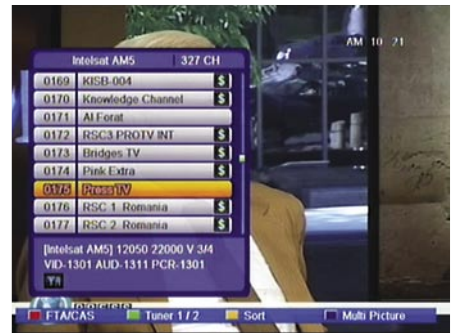 AM 10 21
Intelsat AM5 327 CH
0169 KISB-004 $
0170 Knowledge Channel $
0171 Al Forat
0172 RSC3 PROTV INT $
0173 Bridges TV $
0174 Pink Extra $
0175 Press TV
0176 RSC 1 Romania $
0177 RSC 2 Romania $
[Intelsat AM5] 12050 22000 V 3/4
VID-1301 AUD-1311 PCR-1301
FTA/CAS Tuner 1 / 2 Sort Multi Picture